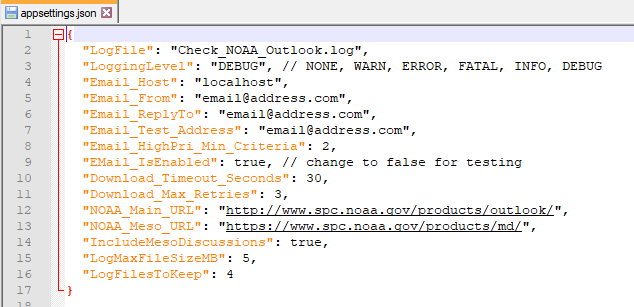 appsettings.json
1 {
2 "LogFile": "Check_NOAA_Outlook.log",
3 "LoggingLevel": "DEBUG", // NONE, WARN, ERROR, FATAL, INFO, DEBUG
4 "Email_Host": "localhost",
5 "Email_From": "email@address.com",
6 "Email_ReplyTo": "email@address.com",
7 "Email_Test_Address": "email@address.com",
8 "Email_HighPri_Min_Criteria": 2,
9 "EMail_IsEnabled": true, // change to false for testing
10 "Download_Timeout_Seconds": 30,
11 "Download_Max_Retries": 3,
12 "NOAA_Main_URL": "http://www.spc.noaa.gov/products/outlook/",
13 "NOAA_Meso_URL": "https://www.spc.noaa.gov/products/md/",
14 "IncludeMesoDiscussions": true,
15 "LogMaxFileSizeMB": 5,
16 "LogFilesToKeep": 4
17 }
18